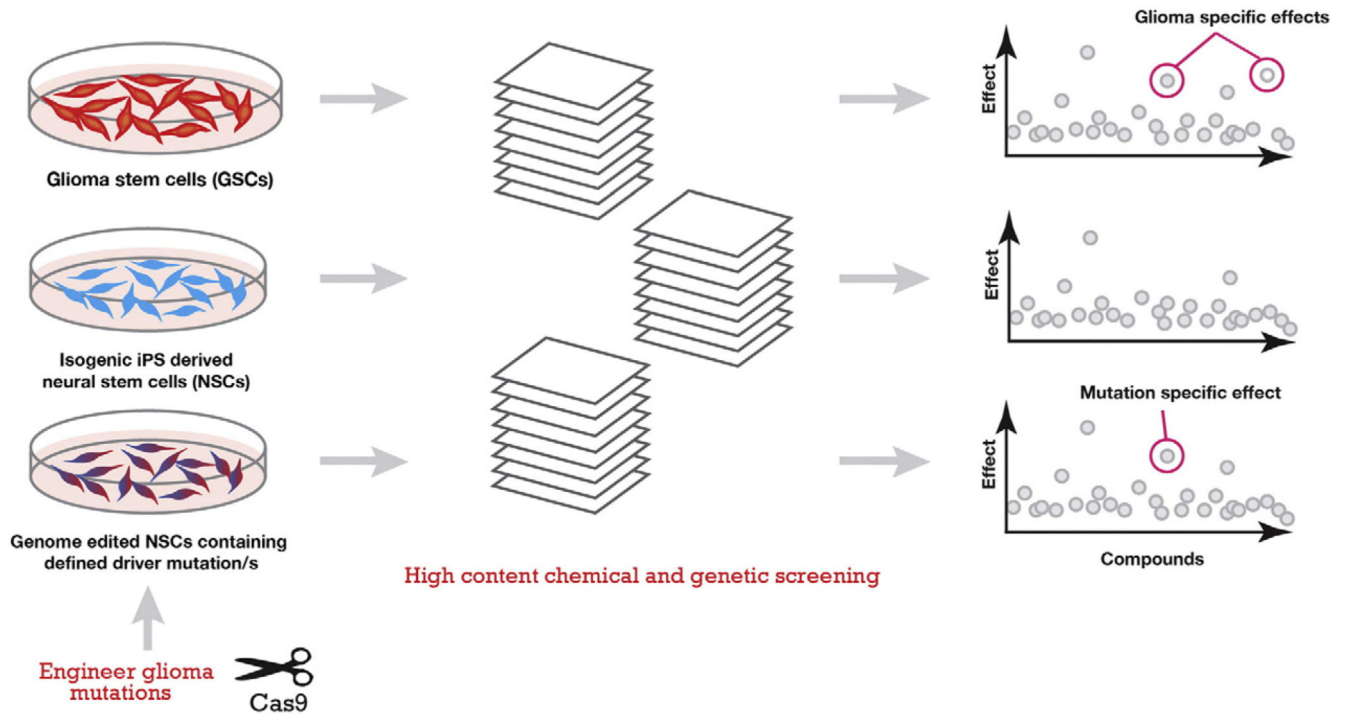 Glioma specific effects
Effect
Glioma stem cells (GSCs)
Effect
Isogenic iPS derived
neural stem cells (NSCs)
Mutation specific effect
Effect
Genome edited NSCs containing
defined driver mutation/s
Compounds
High content chemical and genetic screening
Engineer glioma
mutations
Cas9